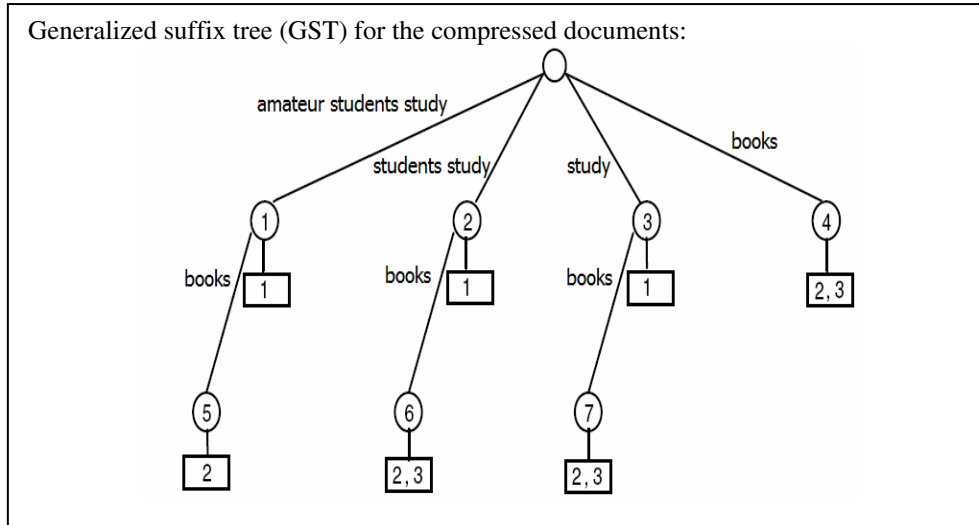 Generalized suffix tree (GST) for the compressed documents:
amateur students study
books
students study
study
1
2
3
4
books
1
books
1
books
1
2,3
5
6
7
2
2,3
2,3